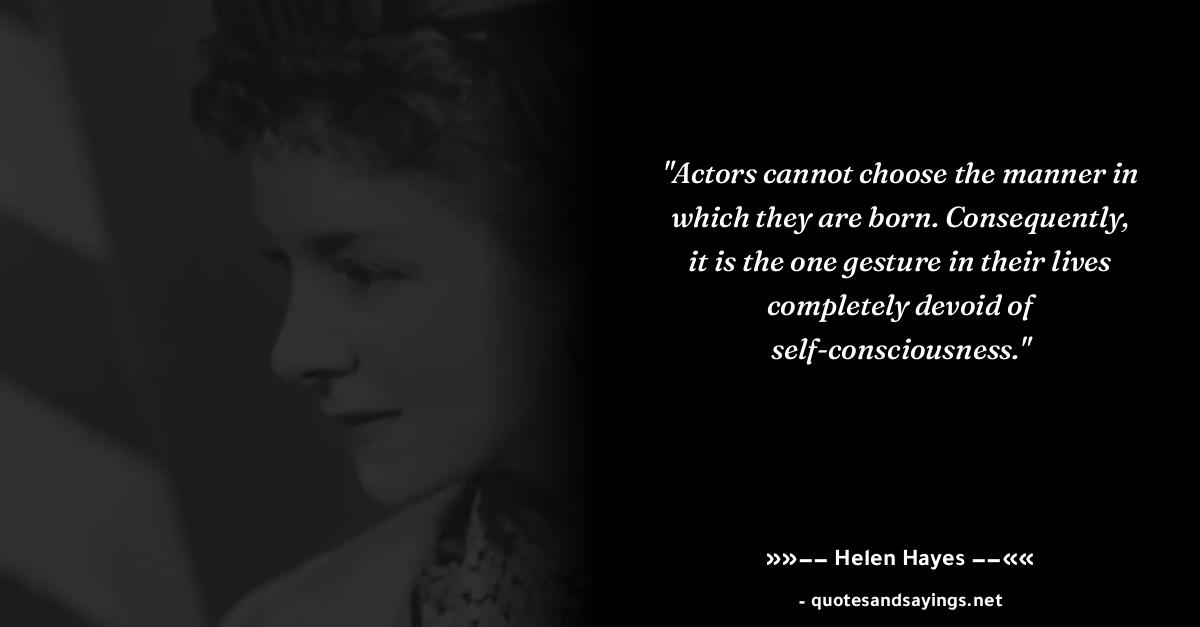 "Actors cannot choose the manner in
which they are born. Consequently,
it is the one gesture in their lives
completely devoid of
self-consciousness."
»»−− Helen Hayes −−««
- quotesandsayings.net